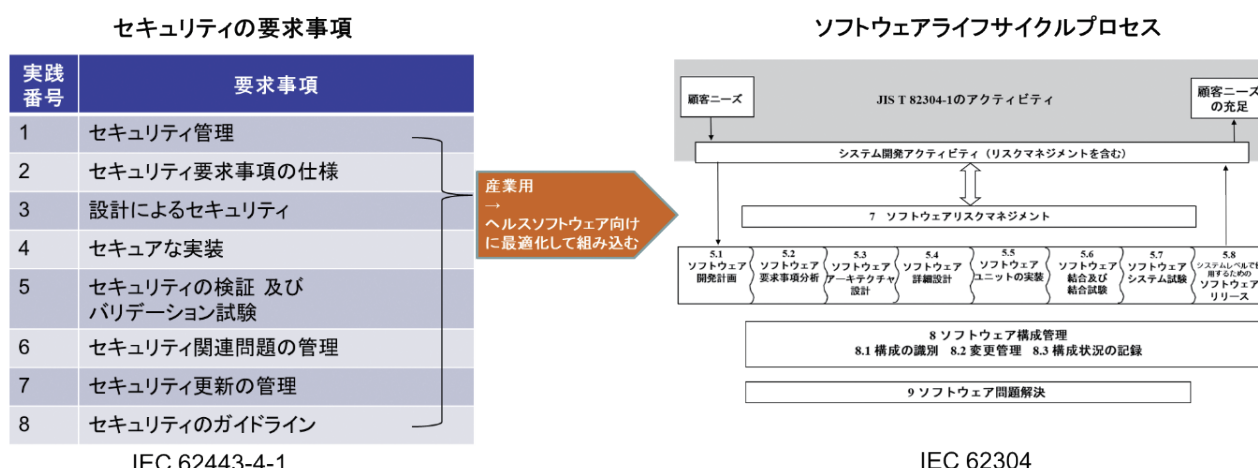 セキュリティの要求事項
実践
番号
要求事項
1
セキュリティ管理
2
セキュリティ要求事項の仕様
3
設計によるセキュリティ
4
セキュアな実装
5
セキュリティの検証 及び
バリデーション試験
6
セキュリティ関連問題の管理
7
セキュリティ更新の管理
8
セキュリティのガイドライン
IEC 62443-4-1
産業用
→
ヘルスソフトウェア向け
に最適化して組み込む
ソフトウェアライフサイクルプロセス
顧客ニーズ
JIS T 82304-1のアクティビティ
顧客ニーズ
の充足
システム開発アクティビティ（リスクマネジメントを含む）
7 ソフトウェアリスクマネジメント
5.1
ソフトウェア
開発計画
5.2
ソフトウェア
要求事項分析
5.3
ソフトウェア
アーキテクチャ
設計
5.4
ソフトウェア
詳細設計
5.5
ソフトウェア
ユニットの実装
5.6
ソフトウェア
結合及び
結合試験
5.7
ソフトウェア
システム試験
5.8
システムレベルで使
用するための
ソフトウェア
リリース
8 ソフトウェア構成管理
8.1 構成の識別 8.2 変更管理 8.3 構成状況の記録
9 ソフトウェア問題解決
IEC 62304